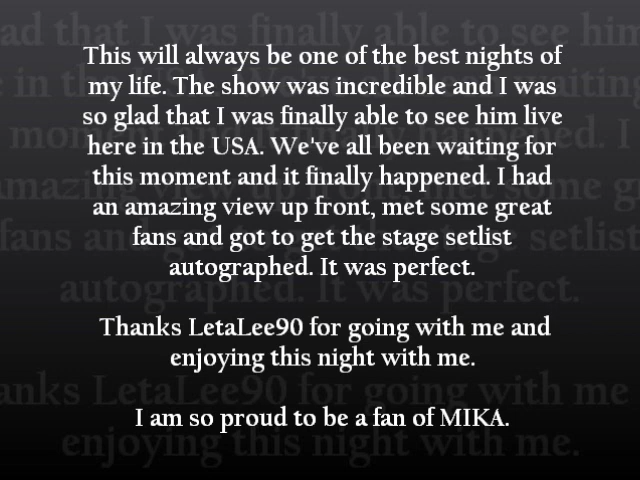 This will always be one of the best nights of
my life. The show was incredible and I was
so glad that I was finally able to see him live
here in the USA. We've all been waiting for
this moment and it finally happened. I had
an amazing view up front, met some great
fans and got to get the stage setlist
autographed. It was perfect.
Thanks LetaLee90 for going with me and
enjoying this night with me.
I am so proud to be a fan of MIKA.